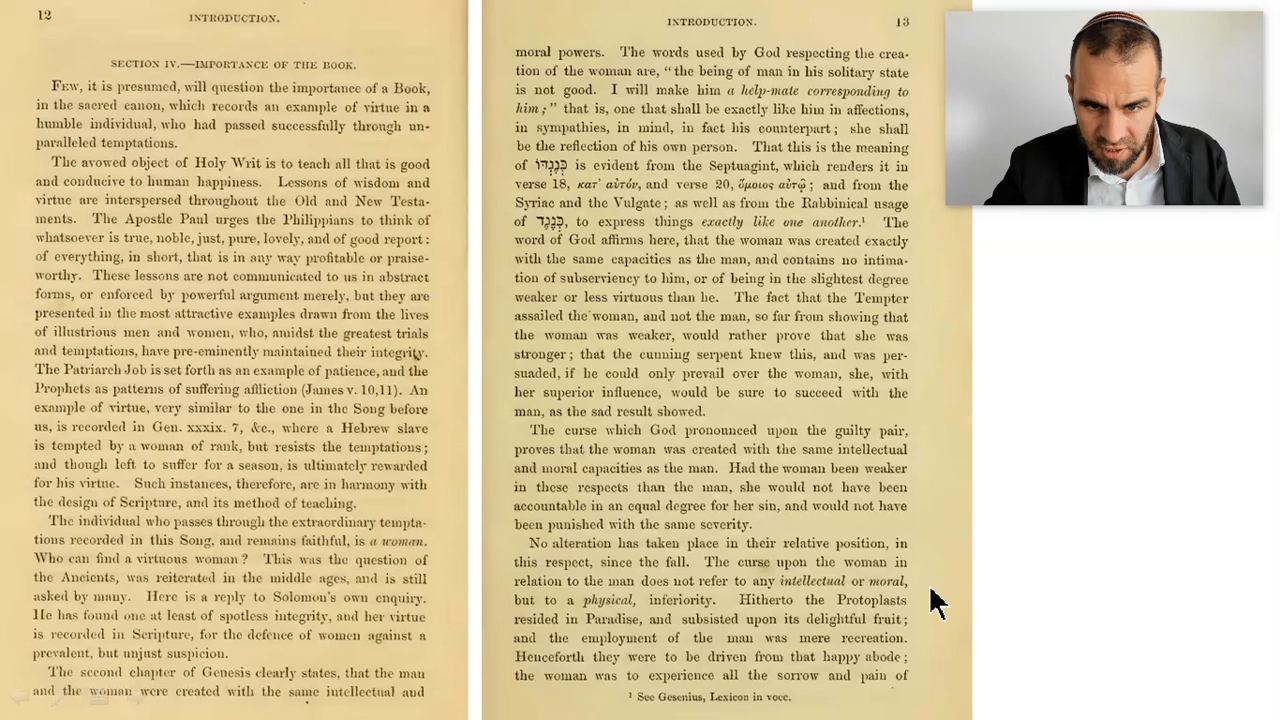 12
INTRODUCTION.
SECTION IV.—IMPORTANCE OF THE BOOK.
Few, it is presumed, will question the importance of a Book,
in the sacred canon, which records an example of virtue in a
humble individual, who had passed successfully through un-
paralleled temptations.
The avowed object of Holy Writ is to teach all that is good
and conducive to human happiness. Lessons of wisdom and
virtue are interspersed throughout the Old and New Testa-
ments. The Apostle Paul urges the Philippians to think of
whatsoever is true, noble, just, pure, lovely, and of good report:
of everything, in short, that is in any way profitable or praise-
worthy. These lessons are not communicated to us in abstract
forms, or enforced by powerful argument merely, but they are
presented in the most attractive examples drawn from the lives
of illustrious men and women, who, amidst the greatest trials
and temptations, have pre-eminently maintained their integrity.
The Patriarch Job is set forth as an example of patience, and the
Prophets as patterns of suffering affliction (James v. 10,11). An
example of virtue, very similar to the one in the Song before
us, is recorded in Gen. xxxix. 7, &c., where a Hebrew slave
is tempted by a woman of rank, but resists the temptations;
and though left to suffer for a season, is ultimately rewarded
for his virtue. Such instances, therefore, are in harmony with
the design of Scripture, and its method of teaching.
The individual who passes through the extraordinary tempta-
tions recorded in this Song, and remains faithful, is a woman.
Who can find a virtuous woman? This was the question of
the Ancients, was reiterated in the middle ages, and is still
asked by many. Here is a reply to Solomon's own enquiry.
He has found one at least of spotless integrity, and her virtue
is recorded in Scripture, for the defence of women against a
prevalent, but unjust suspicion.
The second chapter of Genesis clearly states, that the man
and the woman were created with the same intellectual and
INTRODUCTION.
13
moral powers. The words used by God respecting the crea-
tion of the woman are, “the being of man in his solitary state
is not good. I will make him a help-mate corresponding to
him;” that is, one that shall be exactly like him in affections,
in sympathies, in mind, in fact his counterpart; she shall
be the reflection of his own person. That this is the meaning
of כְּנֶגְדּוֹ is evident from the Septuagint, which renders it in
verse 18, κατ’ αὐτόν, and verse 20, ὅμοιος αὐτῷ; and from the
Syriac and the Vulgate; as well as from the Rabbinical usage
of כְּנֶגֶד, to express things exactly like one another.¹ The
word of God affirms here, that the woman was created exactly
with the same capacities as the man, and contains no intima-
tion of subserviency to him, or of being in the slightest degree
weaker or less virtuous than he. The fact that the Tempter
assailed the woman, and not the man, so far from showing that
the woman was weaker, would rather prove that she was
stronger; that the cunning serpent knew this, and was per-
suaded, if he could only prevail over the woman, she, with
her superior influence, would be sure to succeed with the
man, as the sad result showed.
The curse which God pronounced upon the guilty pair,
proves that the woman was created with the same intellectual
and moral capacities as the man. Had the woman been weaker
in these respects than the man, she would not have been
accountable in an equal degree for her sin, and would not have
been punished with the same severity.
No alteration has taken place in their relative position, in
this respect, since the fall. The curse upon the woman in
relation to the man does not refer to any intellectual or moral,
but to a physical, inferiority. Hitherto the Protoplasts
resided in Paradise, and subsisted upon its delightful fruit;
and the employment of the man was mere recreation.
Henceforth they were to be driven from that happy abode;
the woman was to experience all the sorrow and pain of
¹ See Gesenius, Lexicon in voce.